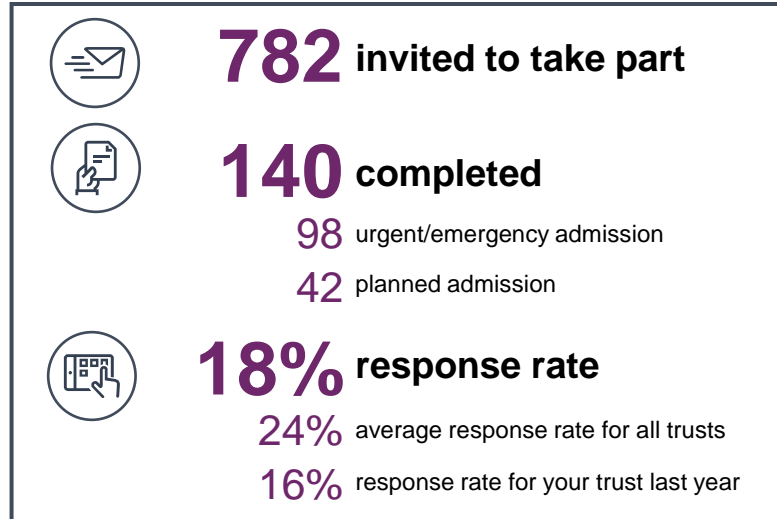 782 invited to take part
140 completed
98 urgent/emergency admission
42 planned admission
18% response rate
24% average response rate for all trusts
16% response rate for your trust last year